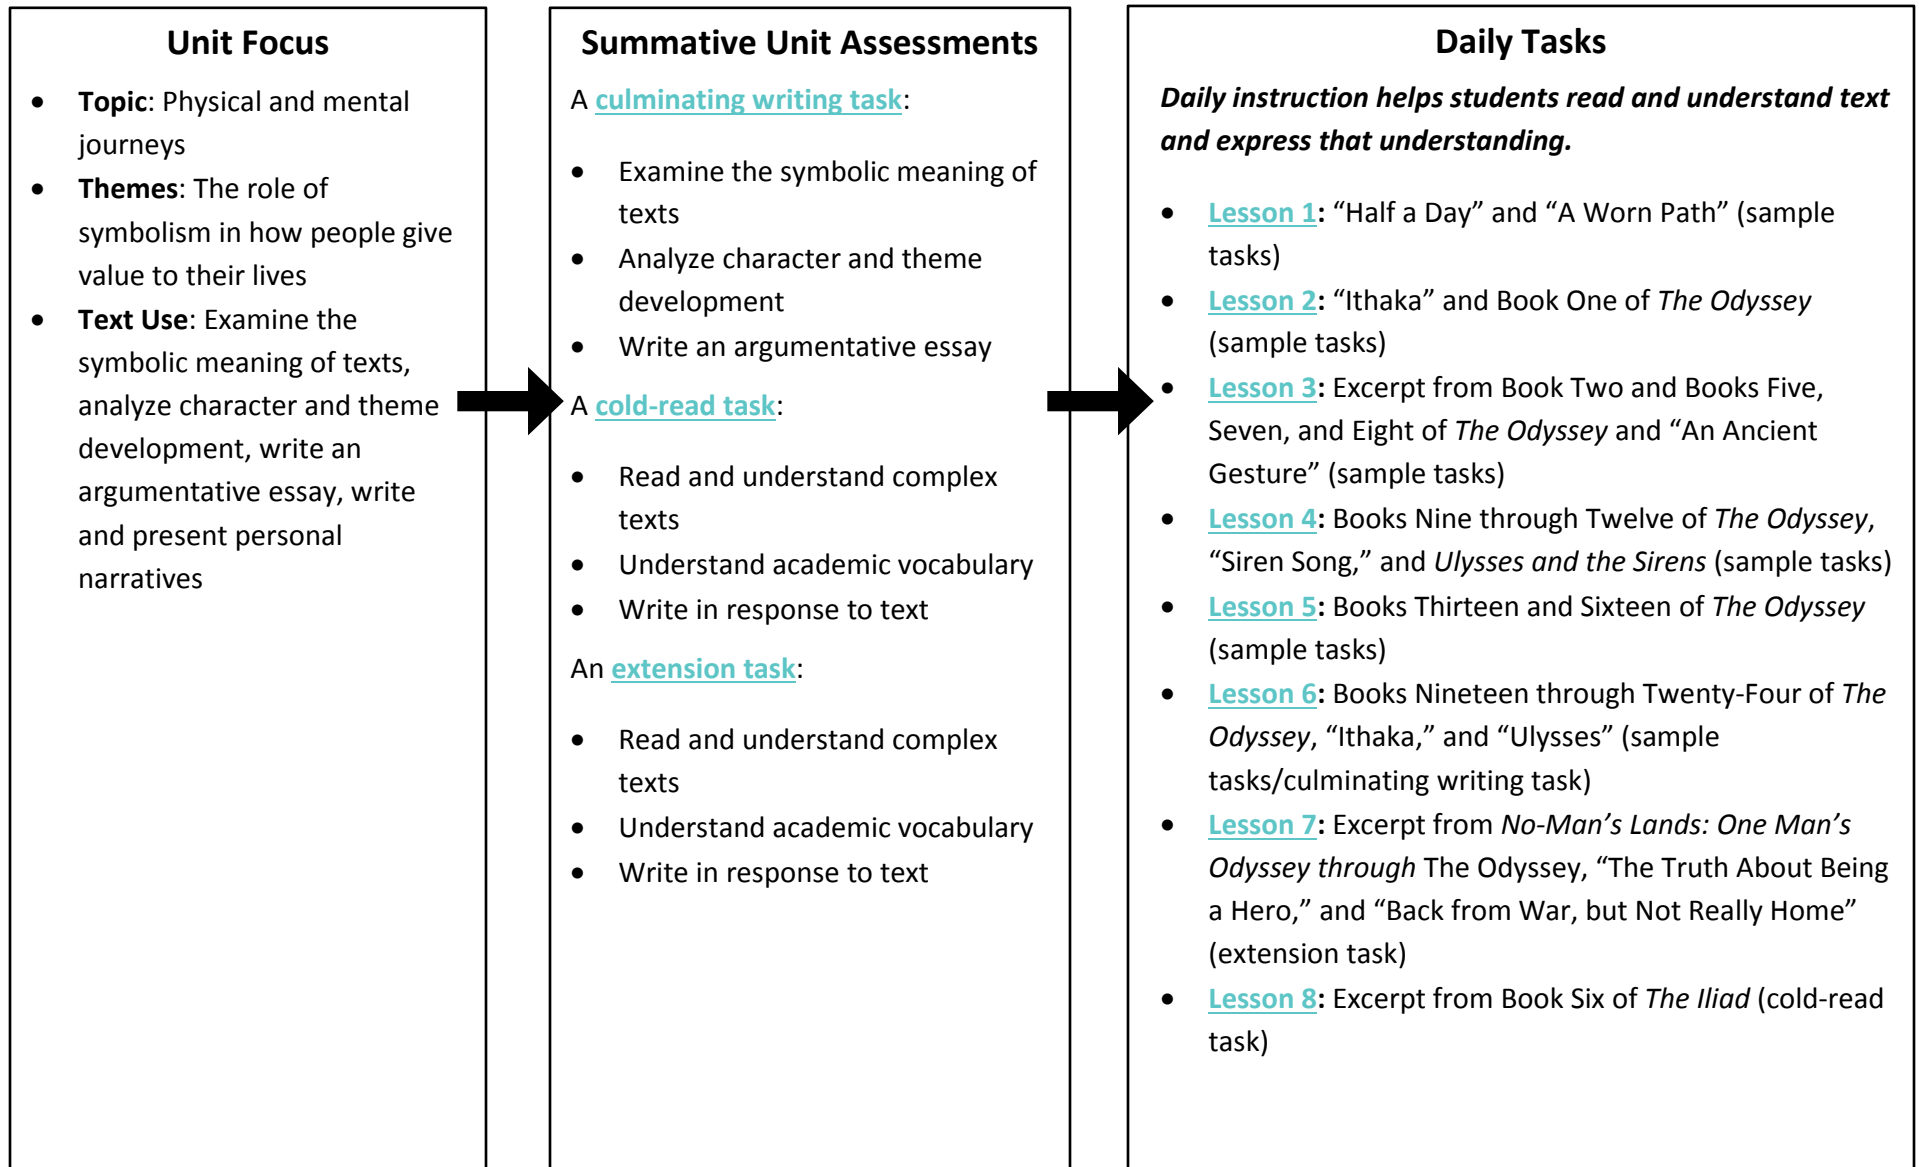 Unit Focus
• Topic: Physical and mental
journeys
• Themes: The role of
symbolism in how people give
value to their lives
• Text Use: Examine the
symbolic meaning of texts,
analyze character and theme
development, write an
argumentative essay, write
and present personal
narratives
Summative Unit Assessments
A culminating writing task:
• Examine the symbolic meaning of
texts
• Analyze character and theme
development
• Write an argumentative essay
A cold-read task:
• Read and understand complex
texts
• Understand academic vocabulary
• Write in response to text
An extension task:
• Read and understand complex
texts
• Understand academic vocabulary
• Write in response to text
Daily Tasks
Daily instruction helps students read and understand text
and express that understanding.
• Lesson 1: “Half a Day” and “A Worn Path” (sample
tasks)
• Lesson 2: “Ithaka” and Book One of The Odyssey
(sample tasks)
• Lesson 3: Excerpt from Book Two and Books Five,
Seven, and Eight of The Odyssey and “An Ancient
Gesture” (sample tasks)
• Lesson 4: Books Nine through Twelve of The Odyssey,
“Siren Song,” and Ulysses and the Sirens (sample tasks)
• Lesson 5: Books Thirteen and Sixteen of The Odyssey
(sample tasks)
• Lesson 6: Books Nineteen through Twenty-Four of The
Odyssey, “Ithaka,” and “Ulysses” (sample
tasks/culminating writing task)
• Lesson 7: Excerpt from No-Man’s Lands: One Man’s
Odyssey through The Odyssey, “The Truth About Being
a Hero,” and “Back from War, but Not Really Home”
(extension task)
• Lesson 8: Excerpt from Book Six of The Iliad (cold-read
task)